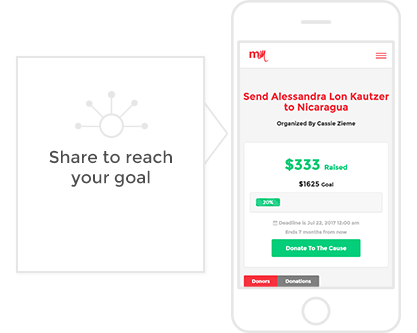 Share to reach
your goal
m
Send Alessandra Lon Kautzer
to Nicaragua
Organized By Cassie Zieme
$333 Raised
$1625 Goal
20%
Deadline is Jul 22, 2017 12:00 am
Ends 7 months from now
Donate To The Cause
Donors Donations